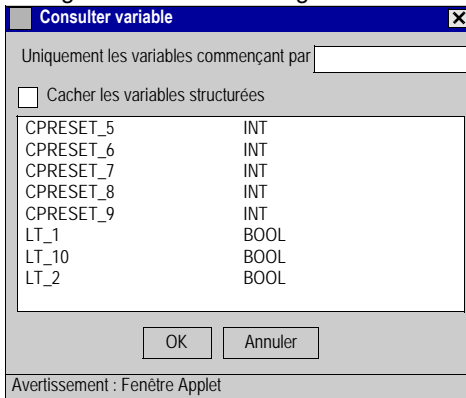 Consulter variable
Uniquement les variables commençant par
Cacher les variables structurées
CPRESET_5 INT
CPRESET_6 INT
CPRESET_7 INT
CPRESET_8 INT
CPRESET_9 INT
LT_1 BOOL
LT_10 BOOL
LT_2 BOOL
OK Annuler
Avertissement : Fenêtre Applet